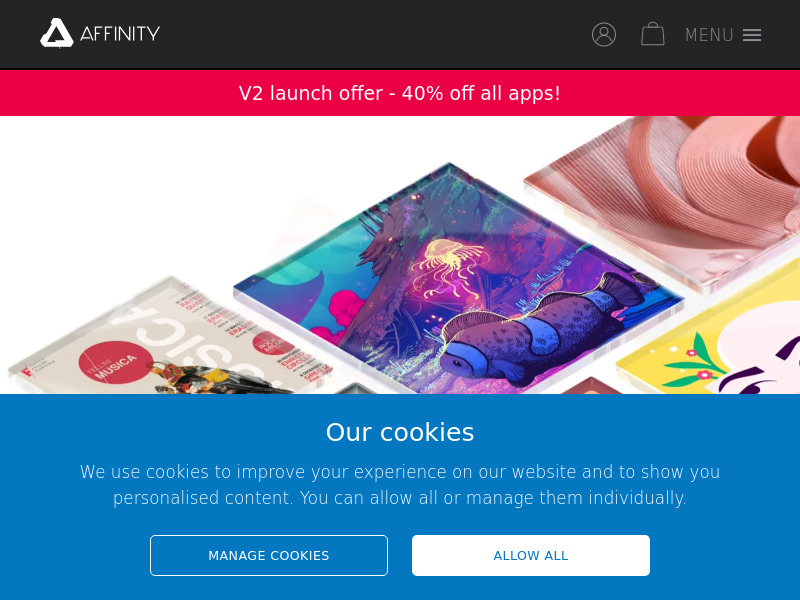 AFFINITY
MENU
V2 launch offer - 40% off all apps!
MUSICA
Our cookies
We use cookies to improve your experience on our website and to show you
personalised content. You can allow all or manage them individually.
MANAGE COOKIES
ALLOW ALL